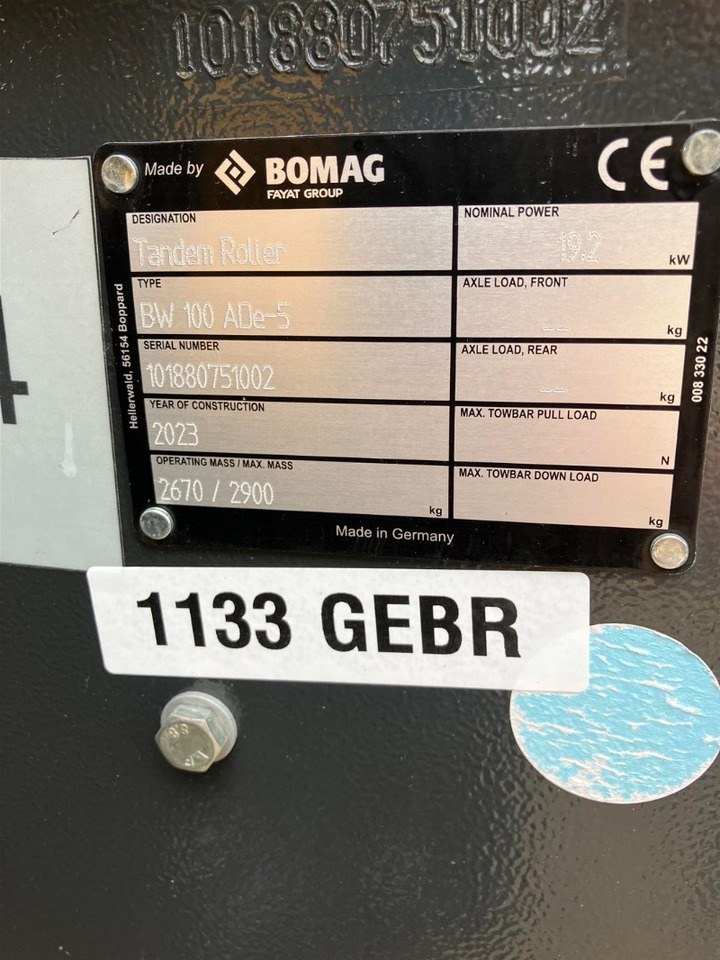 101880751002
Made by BOMAG CE
FAYAT GROUP
DESIGNATION
Tandem Roller
NOMINAL POWER
19.2 kW
TYPE
BW 100 ADe-5
AXLE LOAD, FRONT
-- kg
SERIAL NUMBER
101880751002
AXLE LOAD, REAR
-- kg
YEAR OF CONSTRUCTION
2023
MAX. TOWBAR PULL LOAD
N
OPERATING MASS / MAX. MASS
2670 / 2900 kg
MAX. TOWBAR DOWN LOAD
kg
Hellerwald, 56154 Boppard
008 330 22
Made in Germany
4
1133 GEBR
8.8